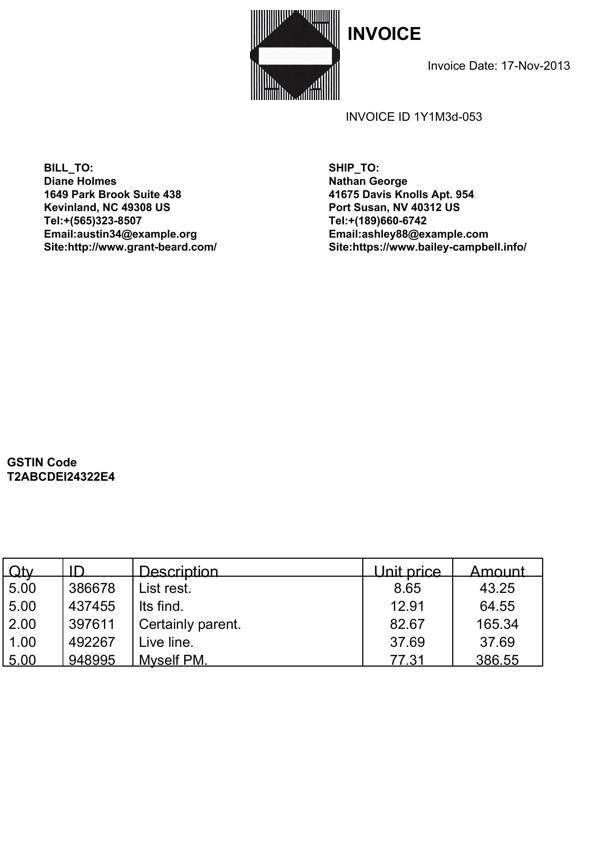 INVOICE
Invoice Date: 17-Nov-2013
INVOICE ID 1Y1M3d-053
BILL_TO:
Diane Holmes
1649 Park Brook Suite 438
Kevinland, NC 49308 US
Tel:+(565)323-8507
Email:austin34@example.org
Site:http://www.grant-beard.com/
SHIP_TO:
Nathan George
41675 Davis Knolls Apt. 954
Port Susan, NV 40312 US
Tel:+(189)660-6742
Email:ashley88@example.com
Site:https://www.bailey-campbell.info/
GSTIN Code
T2ABCDEI24322E4
Qty ID Description Unit price Amount
5.00 386678 List rest. 8.65 43.25
5.00 437455 Its find. 12.91 64.55
2.00 397611 Certainly parent. 82.67 165.34
1.00 492267 Live line. 37.69 37.69
5.00 948995 Myself PM. 77.31 386.55